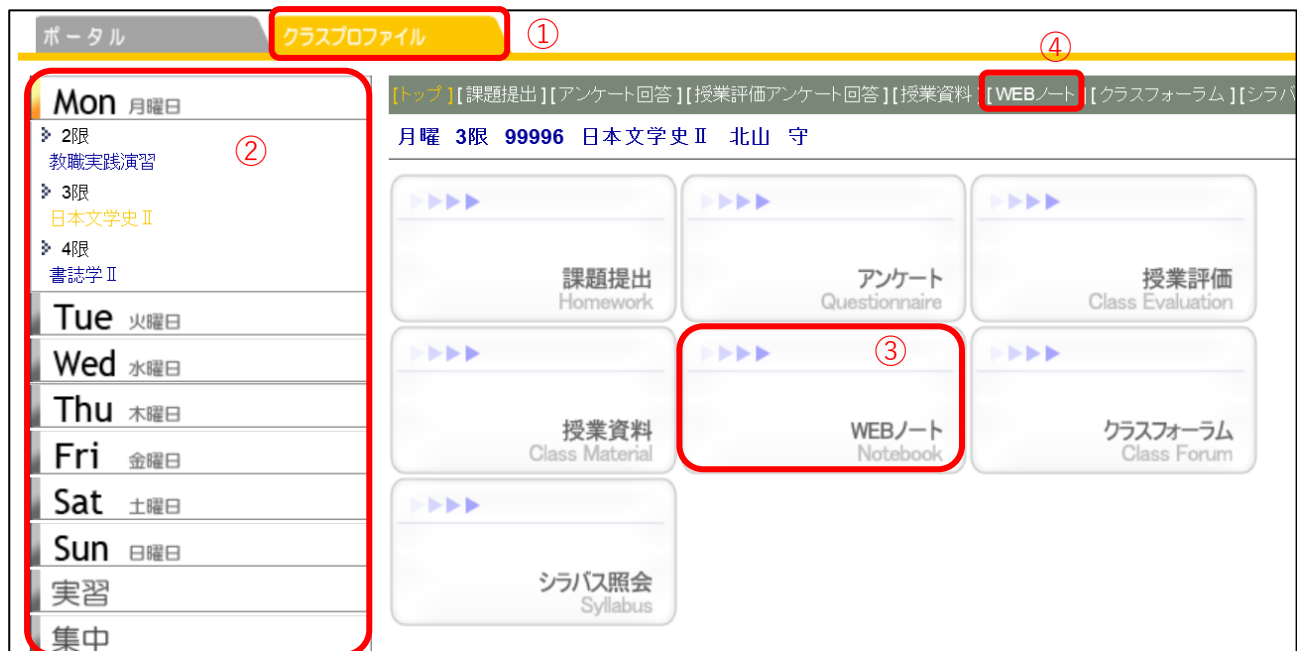 ポータル
クラスプロファイル
①
④
Mon 月曜日
2限
教職実践演習
②
3限
日本文学史Ⅱ
4限
書誌学Ⅱ
Tue 火曜日
Wed 水曜日
Thu 木曜日
Fri 金曜日
Sat 土曜日
Sun 日曜日
実習
集中
[トップ][課題提出][アンケート回答][授業評価アンケート回答][授業資料][WEBノート][クラスフォーラム][シラバ
月曜 3限 99996 日本文学史Ⅱ 北山 守
課題提出
Homework
アンケート
Questionnaire
授業評価
Class Evaluation
授業資料
Class Material
③
WEBノート
Notebook
クラスフォーラム
Class Forum
シラバス照会
Syllabus